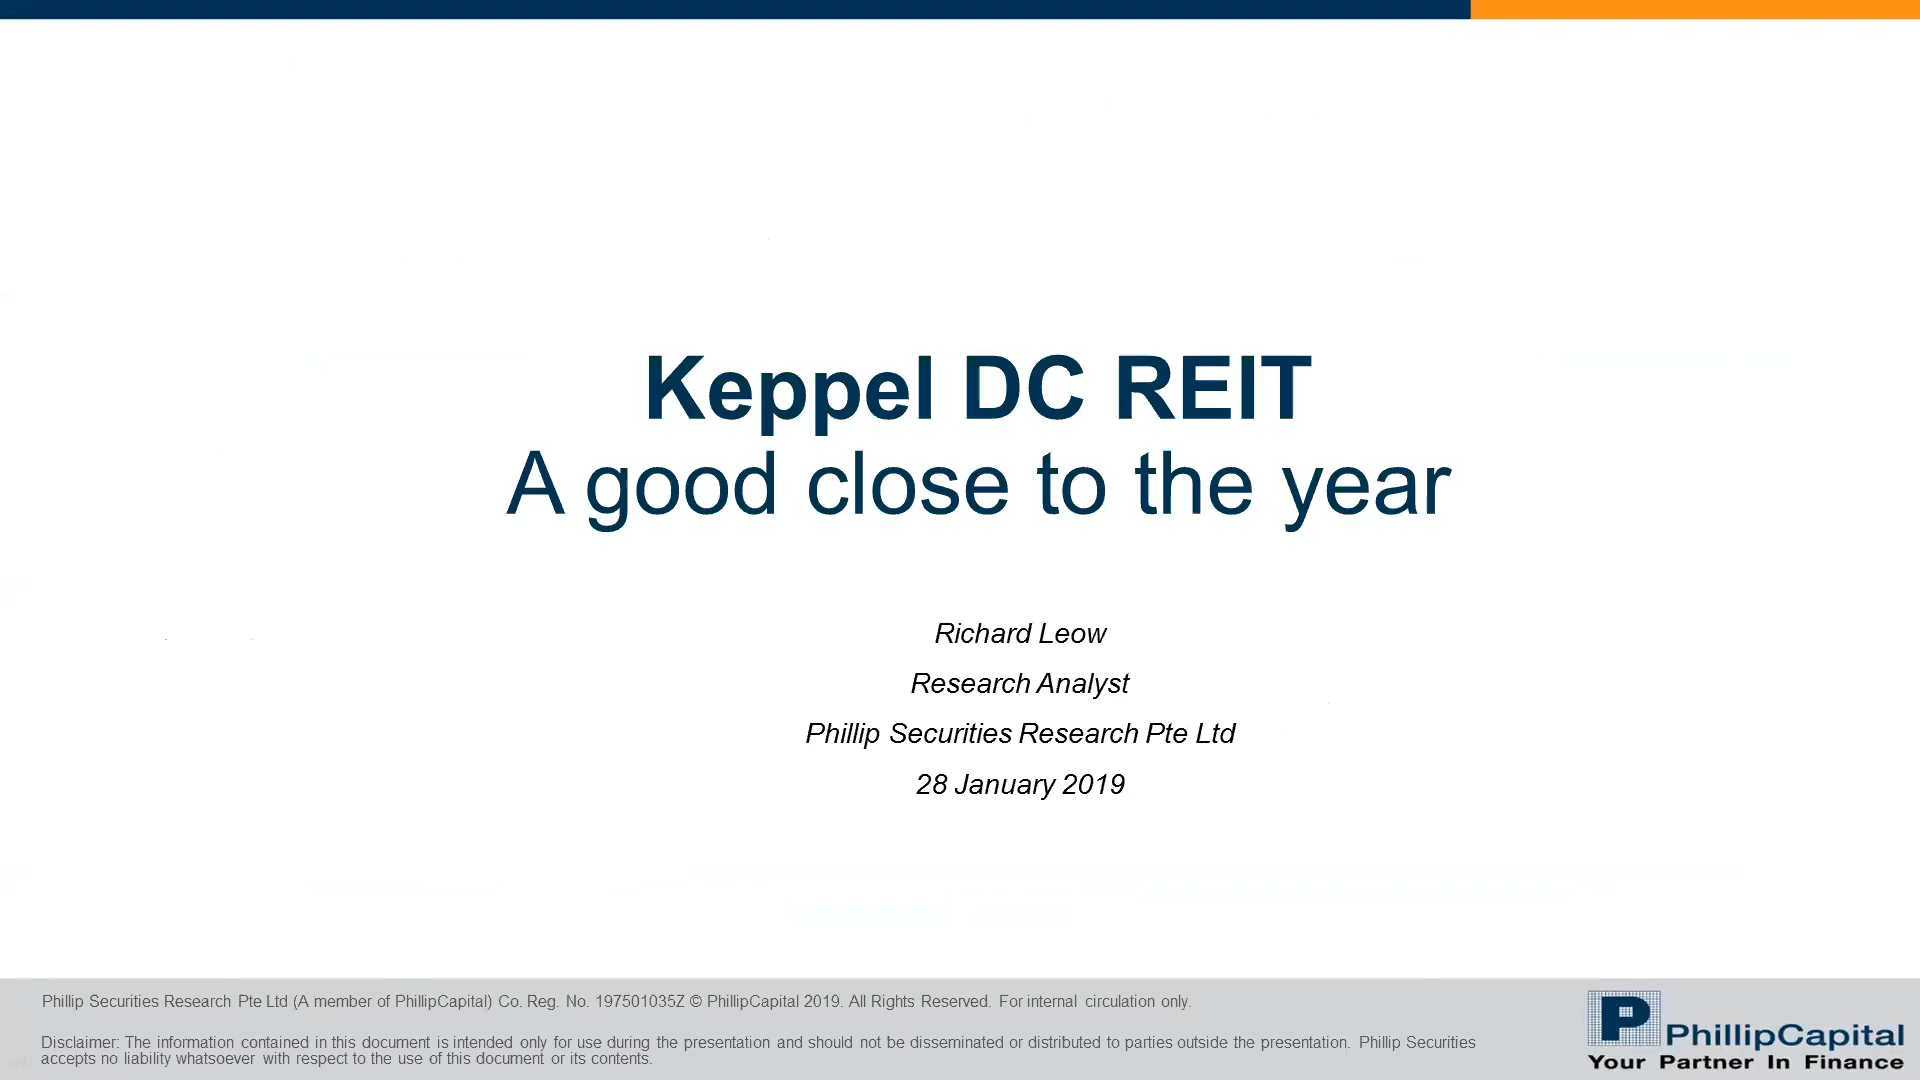 Keppel DC REIT
A good close to the year
Richard Leow
Research Analyst
Phillip Securities Research Pte Ltd
28 January 2019
Phillip Securities Research Pte Ltd (A member of PhillipCapital) Co. Reg. No. 197501035Z © PhillipCapital 2019. All Rights Reserved. For internal circulation only.
Disclaimer: The information contained in this document is intended only for use during the presentation and should not be disseminated or distributed to parties outside the presentation. Phillip Securities
accepts no liability whatsoever with respect to the use of this document or its contents.
P PhillipCapital
Your Partner In Finance